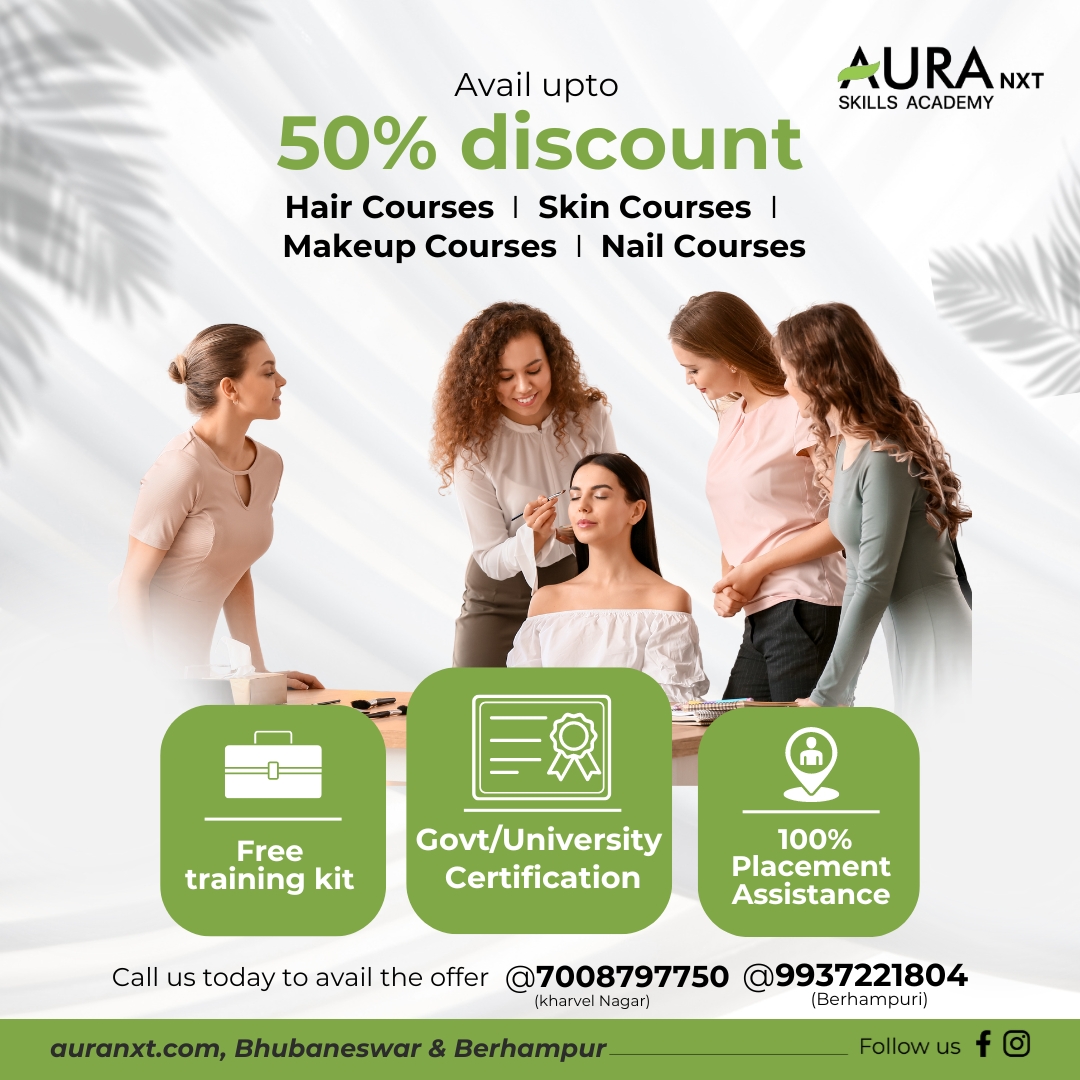 AURA NXT
SKILLS ACADEMY
Avail upto
50% discount
Hair Courses | Skin Courses |
Makeup Courses | Nail Courses
Free
training kit
Govt/University
Certification
100%
Placement
Assistance
Call us today to avail the offer @7008797750 @9937221804
(kharvel Nagar) (Berhampuri)
auranxt.com, Bhubaneswar & Berhampur Follow us